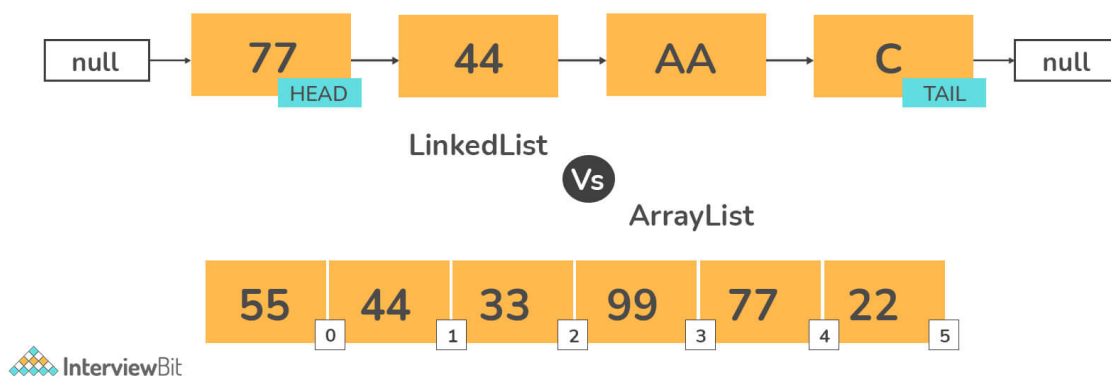 null 77 44 AA C null
HEAD TAIL
LinkedList
Vs
ArrayList
55 44 33 99 77 22
0 1 2 3 4 5
InterviewBit